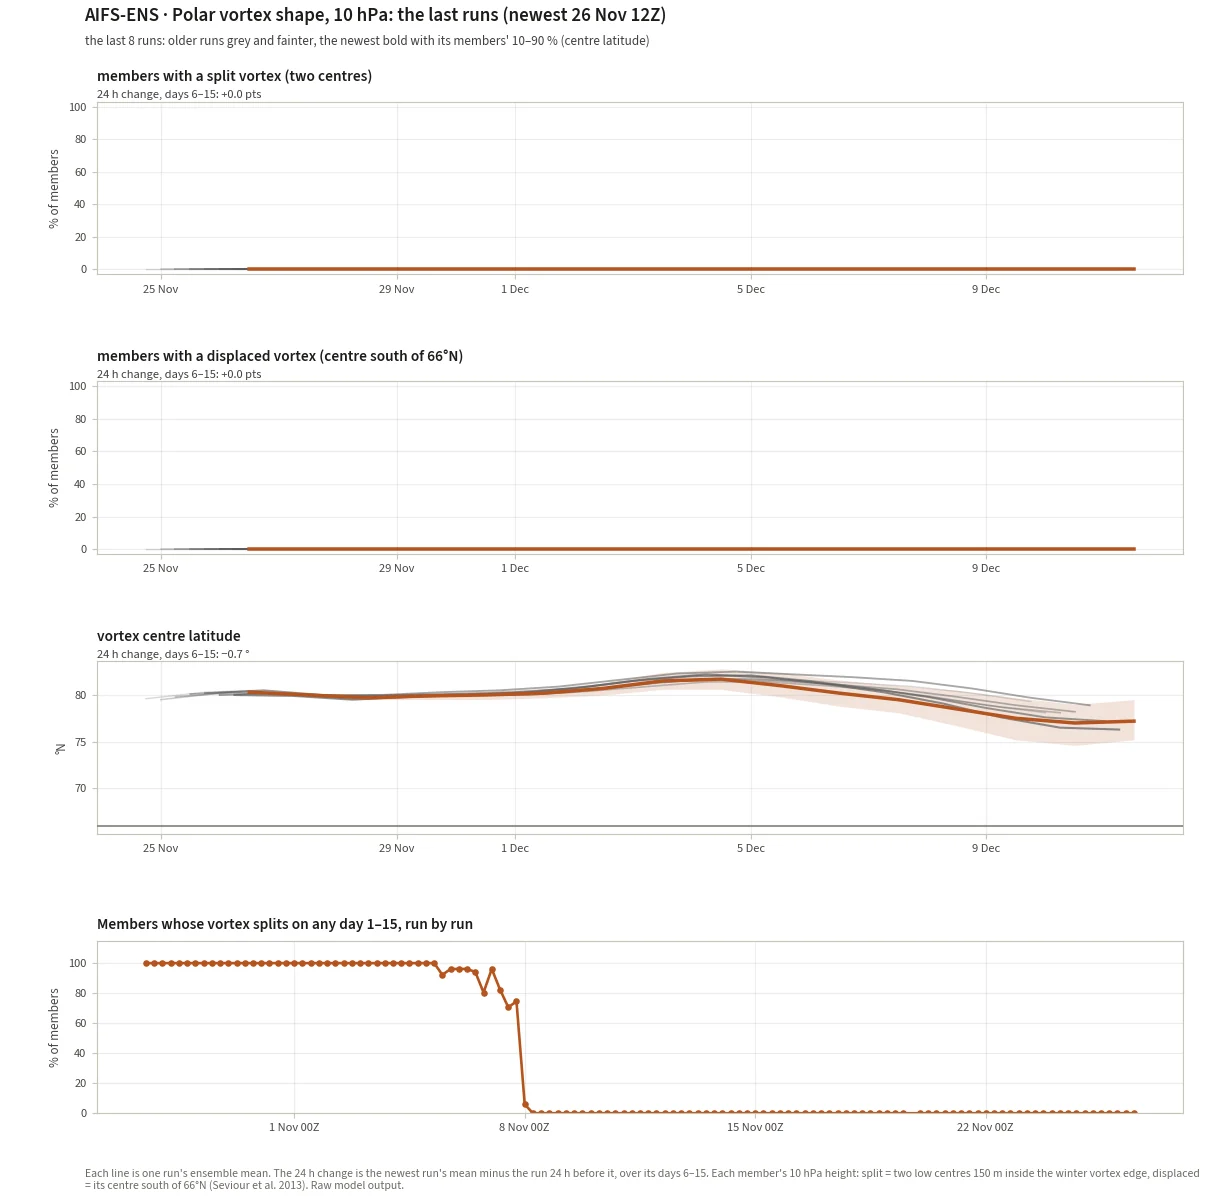 AIFS-ENS · Polar vortex shape, 10 hPa: the last runs (newest 26 Nov 12Z)
the last 8 runs: older runs grey and fainter, the newest bold with its members' 10–90 % (centre latitude)
members with a split vortex (two centres)
24 h change, days 6–15: +0.0 pts
100
80
60
40
20
0
% of members
25 Nov
29 Nov
1 Dec
5 Dec
9 Dec
members with a displaced vortex (centre south of 66°N)
24 h change, days 6–15: +0.0 pts
100
80
60
40
20
0
% of members
25 Nov
29 Nov
1 Dec
5 Dec
9 Dec
vortex centre latitude
24 h change, days 6–15: −0.7 °
80
75
70
°N
25 Nov
29 Nov
1 Dec
5 Dec
9 Dec
Members whose vortex splits on any day 1–15, run by run
100
80
60
40
20
0
% of members
1 Nov 00Z
8 Nov 00Z
15 Nov 00Z
22 Nov 00Z
Each line is one run's ensemble mean. The 24 h change is the newest run's mean minus the run 24 h before it, over its days 6–15. Each member's 10 hPa height: split = two low centres 150 m inside the winter vortex edge, displaced
= its centre south of 66°N (Seviour et al. 2013). Raw model output.